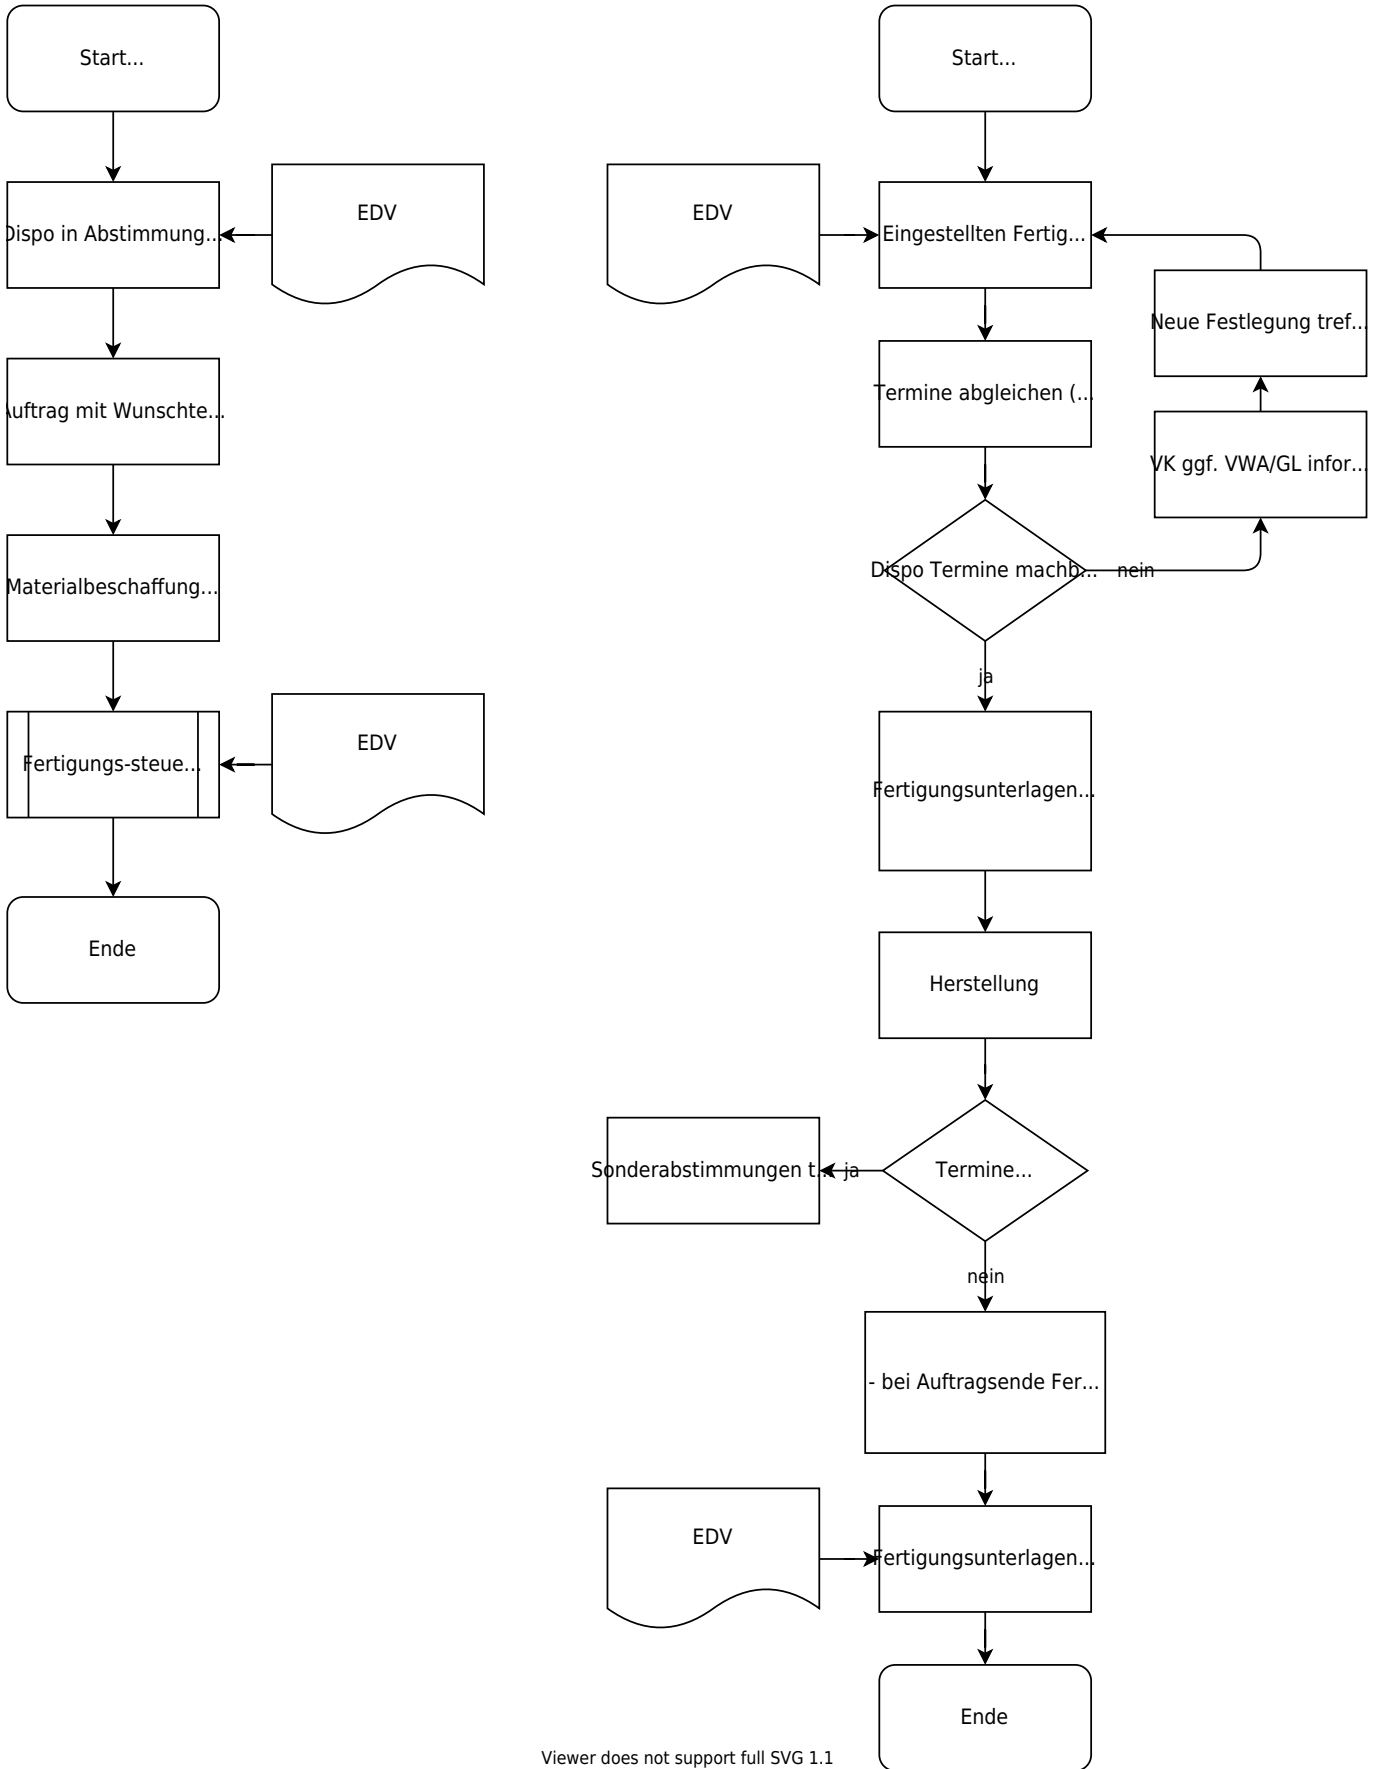 Start...
Dispo in Abstimmung...
EDV
Auftrag mit Wunschte...
Materialbeschaffung...
Fertigungs-steue...
EDV
Ende
Start...
EDV
Eingestellten Fertig...
Neue Festlegung tref...
Termine abgleichen (...
VK ggf. VWA/GL infor...
Dispo Termine machb...
nein
ja
Fertigungsunterlagen...
Herstellung
Sonderabstimmungen t...
ja
Termine...
nein
- bei Auftragsende Fer...
EDV
Fertigungsunterlagen...
Ende
Viewer does not support full SVG 1.1